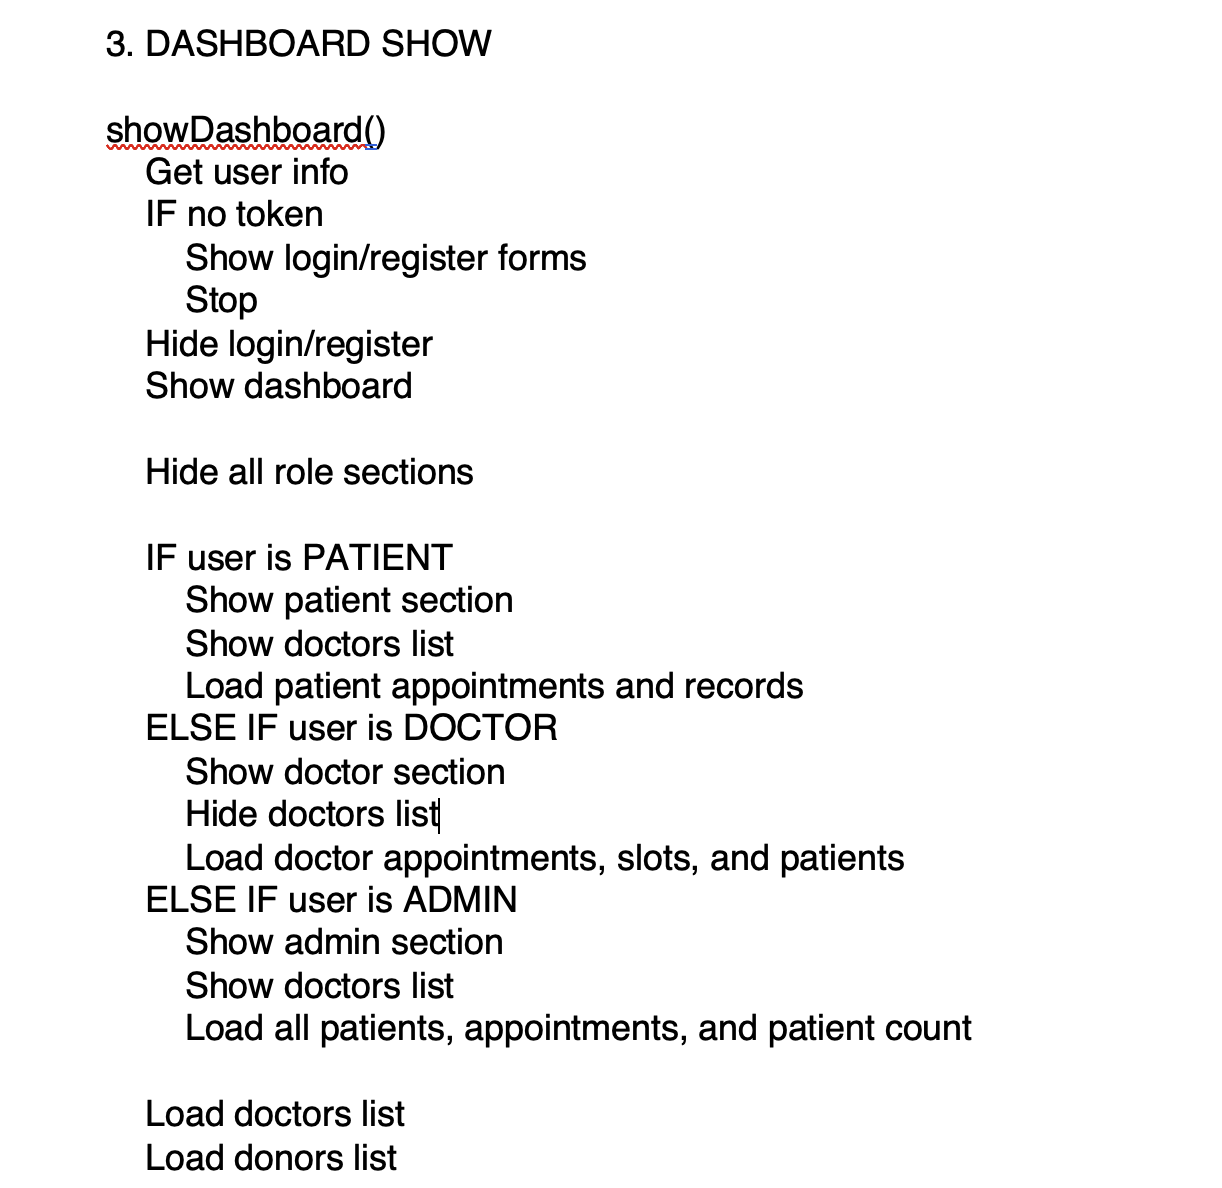 3. DASHBOARD SHOW
showDashboard()
Get user info
IF no token
Show login/register forms
Stop
Hide login/register
Show dashboard
Hide all role sections
IF user is PATIENT
Show patient section
Show doctors list
Load patient appointments and records
ELSE IF user is DOCTOR
Show doctor section
Hide doctors list
Load doctor appointments, slots, and patients
ELSE IF user is ADMIN
Show admin section
Show doctors list
Load all patients, appointments, and patient count
Load doctors list
Load donors list